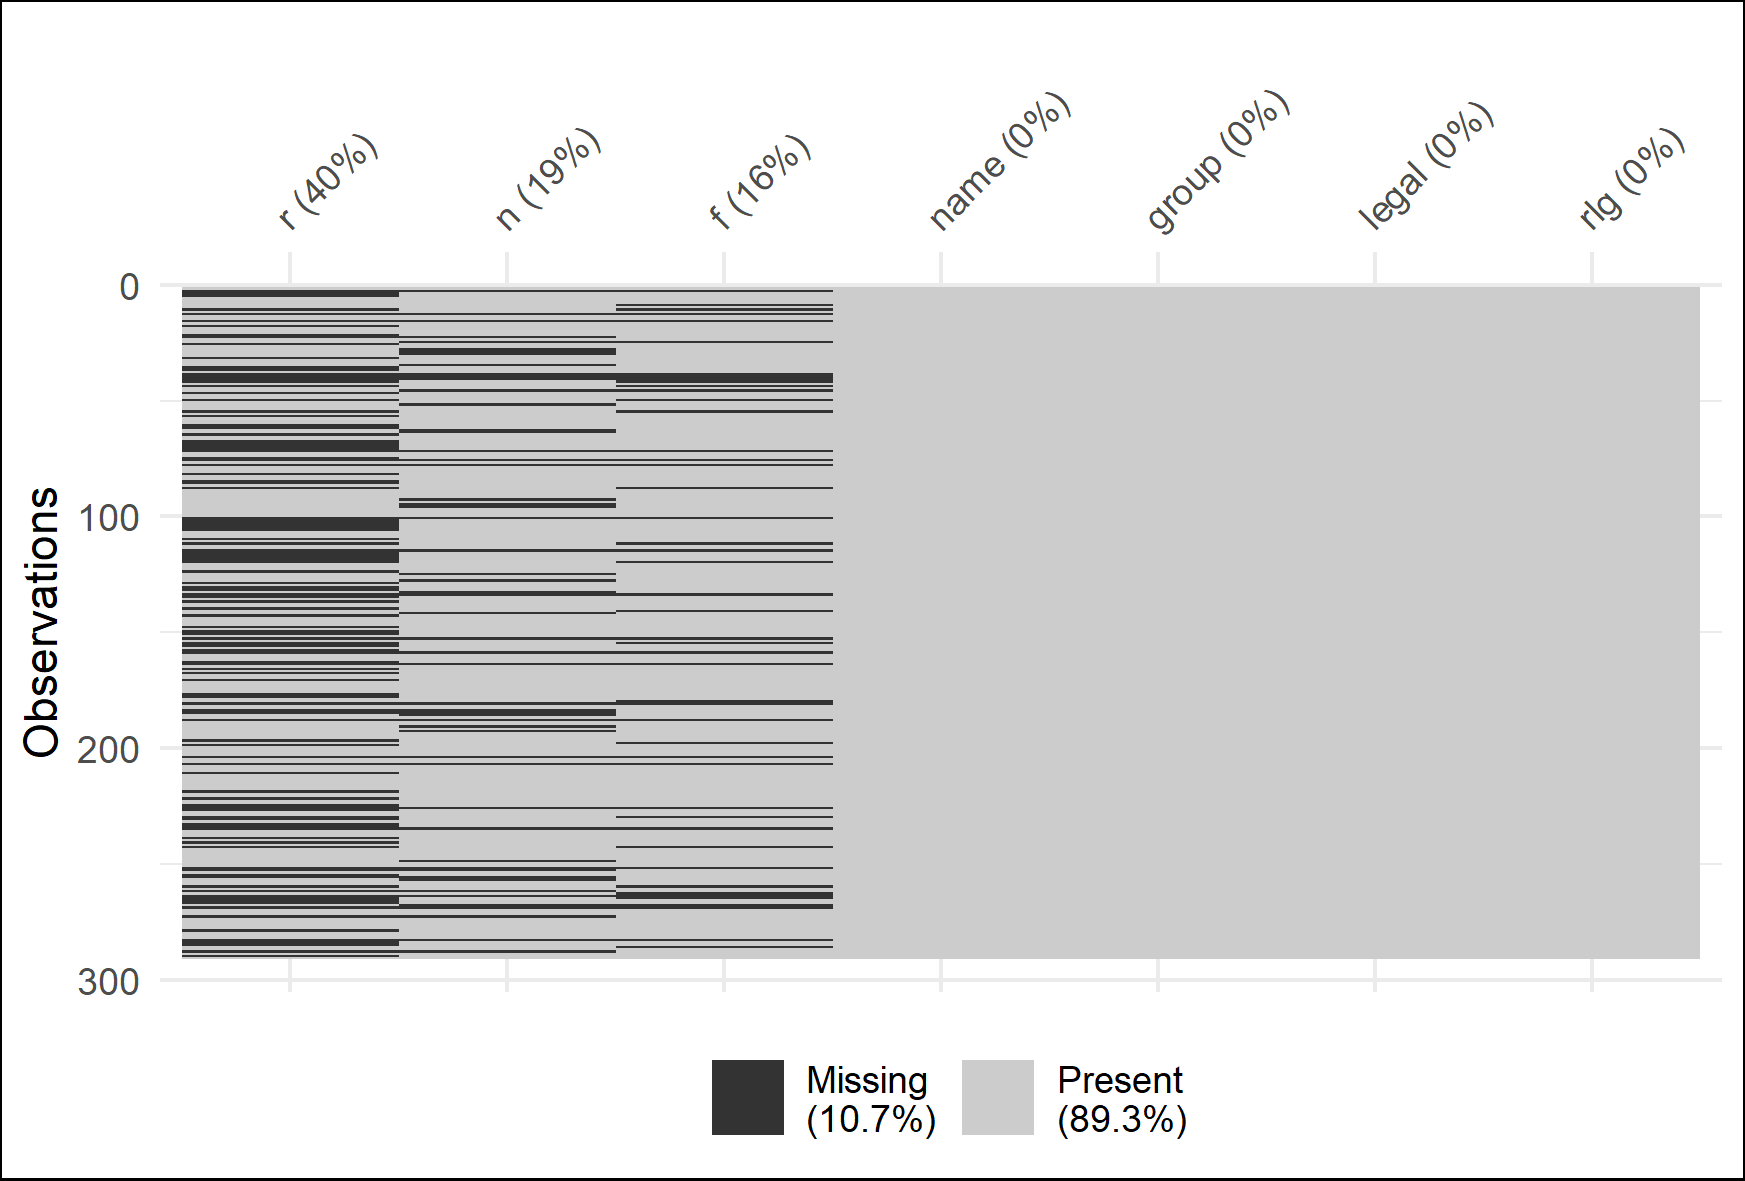 r (40%)
n (19%)
f (16%)
name (0%)
group (0%)
legal (0%)
rlg (0%)
Observations
0
100
200
300
Missing
(10.7%)
Present
(89.3%)